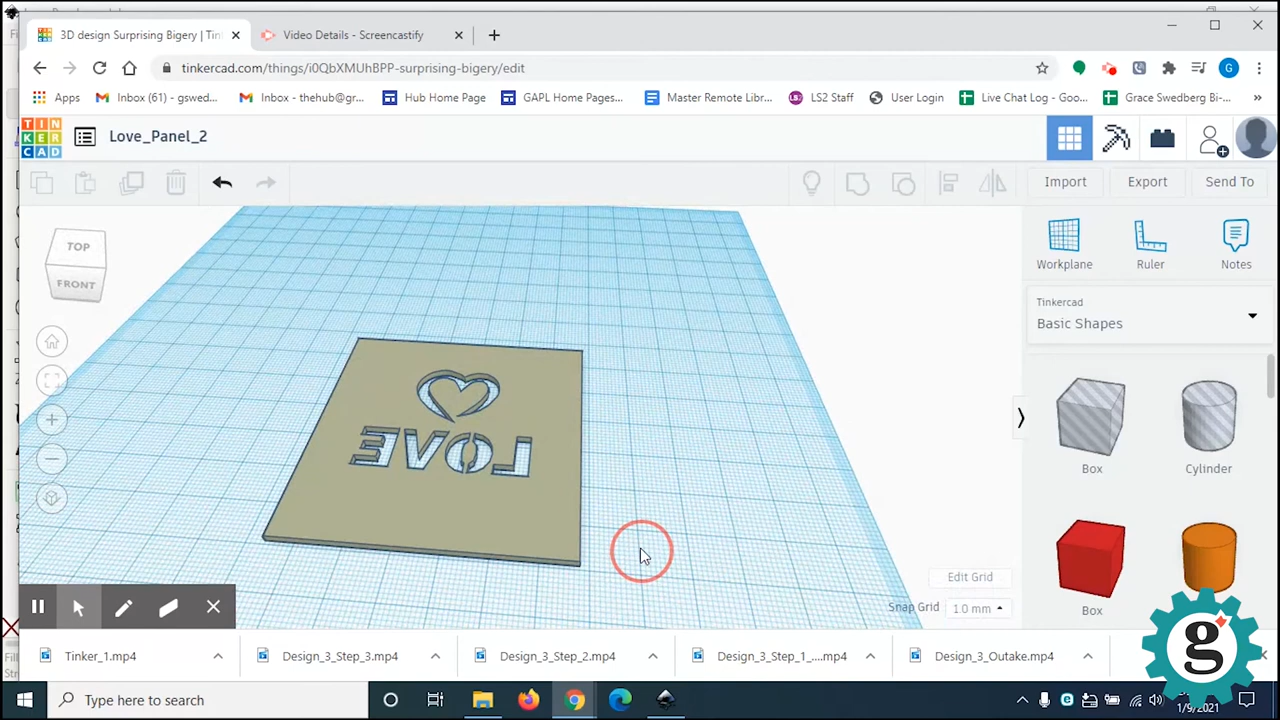 3D design Surprising Bigery | Tin
Video Details - Screencastify
tinkercad.com/things/i0QbXMUhBPP-surprising-bigery/edit
G
Apps
Inbox (61) - gswed...
Inbox - thehub@gr...
Hub Home Page
GAPL Home Pages...
Master Remote Libr...
LS2 Staff
User Login
Live Chat Log - Goo...
Grace Swedberg Bi-...
»
TIN
KER
CAD
Love_Panel_2
Import
Export
Send To
TOP
FRONT
Workplane
Ruler
Notes
Tinkercad
Basic Shapes
LOVE
Box
Cylinder
Box
Edit Grid
Snap Grid
1.0 mm
Tinker_1.mp4
Design_3_Step_3.mp4
Design_3_Step_2.mp4
Design_3_Step_1_....mp4
Design_3_Outake.mp4
g
Type here to search
1/9/2021